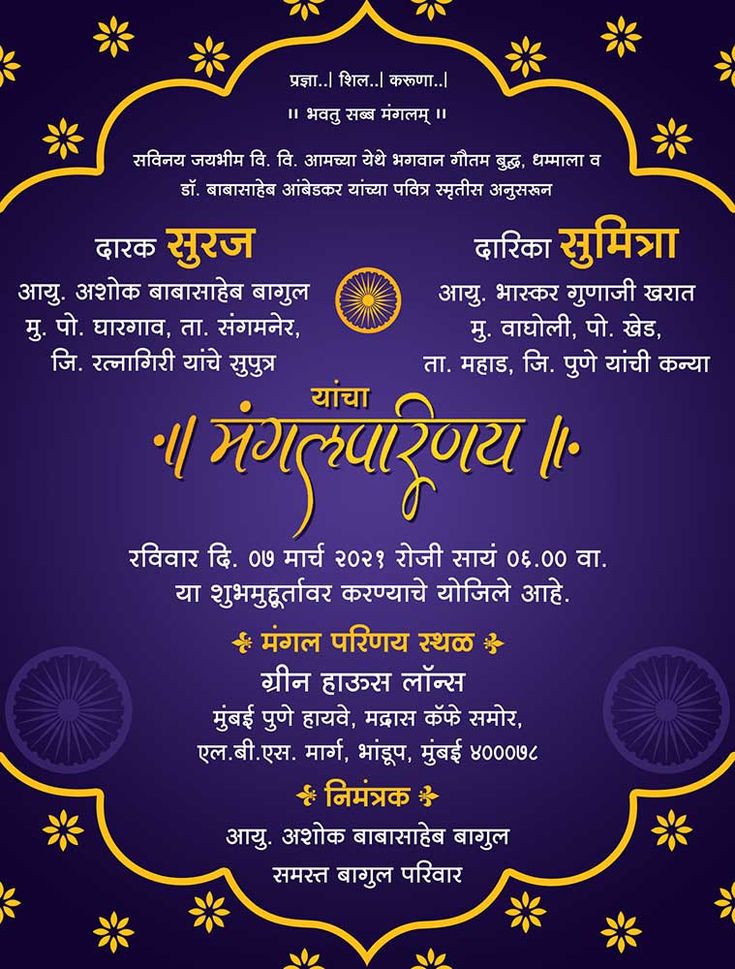 प्रज्ञा..| शिल..| करूणा..|
॥ भवतु सब्ब मंगलम् ॥
सविनय जयभीम वि. वि. आमच्या येथे भगवान गौतम बुद्ध, धम्माला व
डॉ. बाबासाहेब आंबेडकर यांच्या पवित्र स्मृतीस अनुसरून
दारक सुरज
आयु. अशोक बाबासाहेब बागुल
मु. पो. घारगाव, ता. संगमनेर,
जि. रत्नागिरी यांचे सुपुत्र
दारिका सुमित्रा
आयु. भास्कर गुणाजी खरात
मु. वाघोली, पो. खेड,
ता. महाड, जि. पुणे यांची कन्या
यांचा
॥ मंगलपरिणय ॥
रविवार दि. ०७ मार्च २०२१ रोजी सायं ०६.०० वा.
या शुभमुहूर्तावर करण्याचे योजिले आहे.
मंगल परिणय स्थळ
ग्रीन हाऊस लॉन्स
मुंबई पुणे हायवे, मद्रास कॅफे समोर,
एल.बी.एस. मार्ग, भांडूप, मुंबई ४०००७८
निमंत्रक
आयु. अशोक बाबासाहेब बागुल
समस्त बागुल परिवार